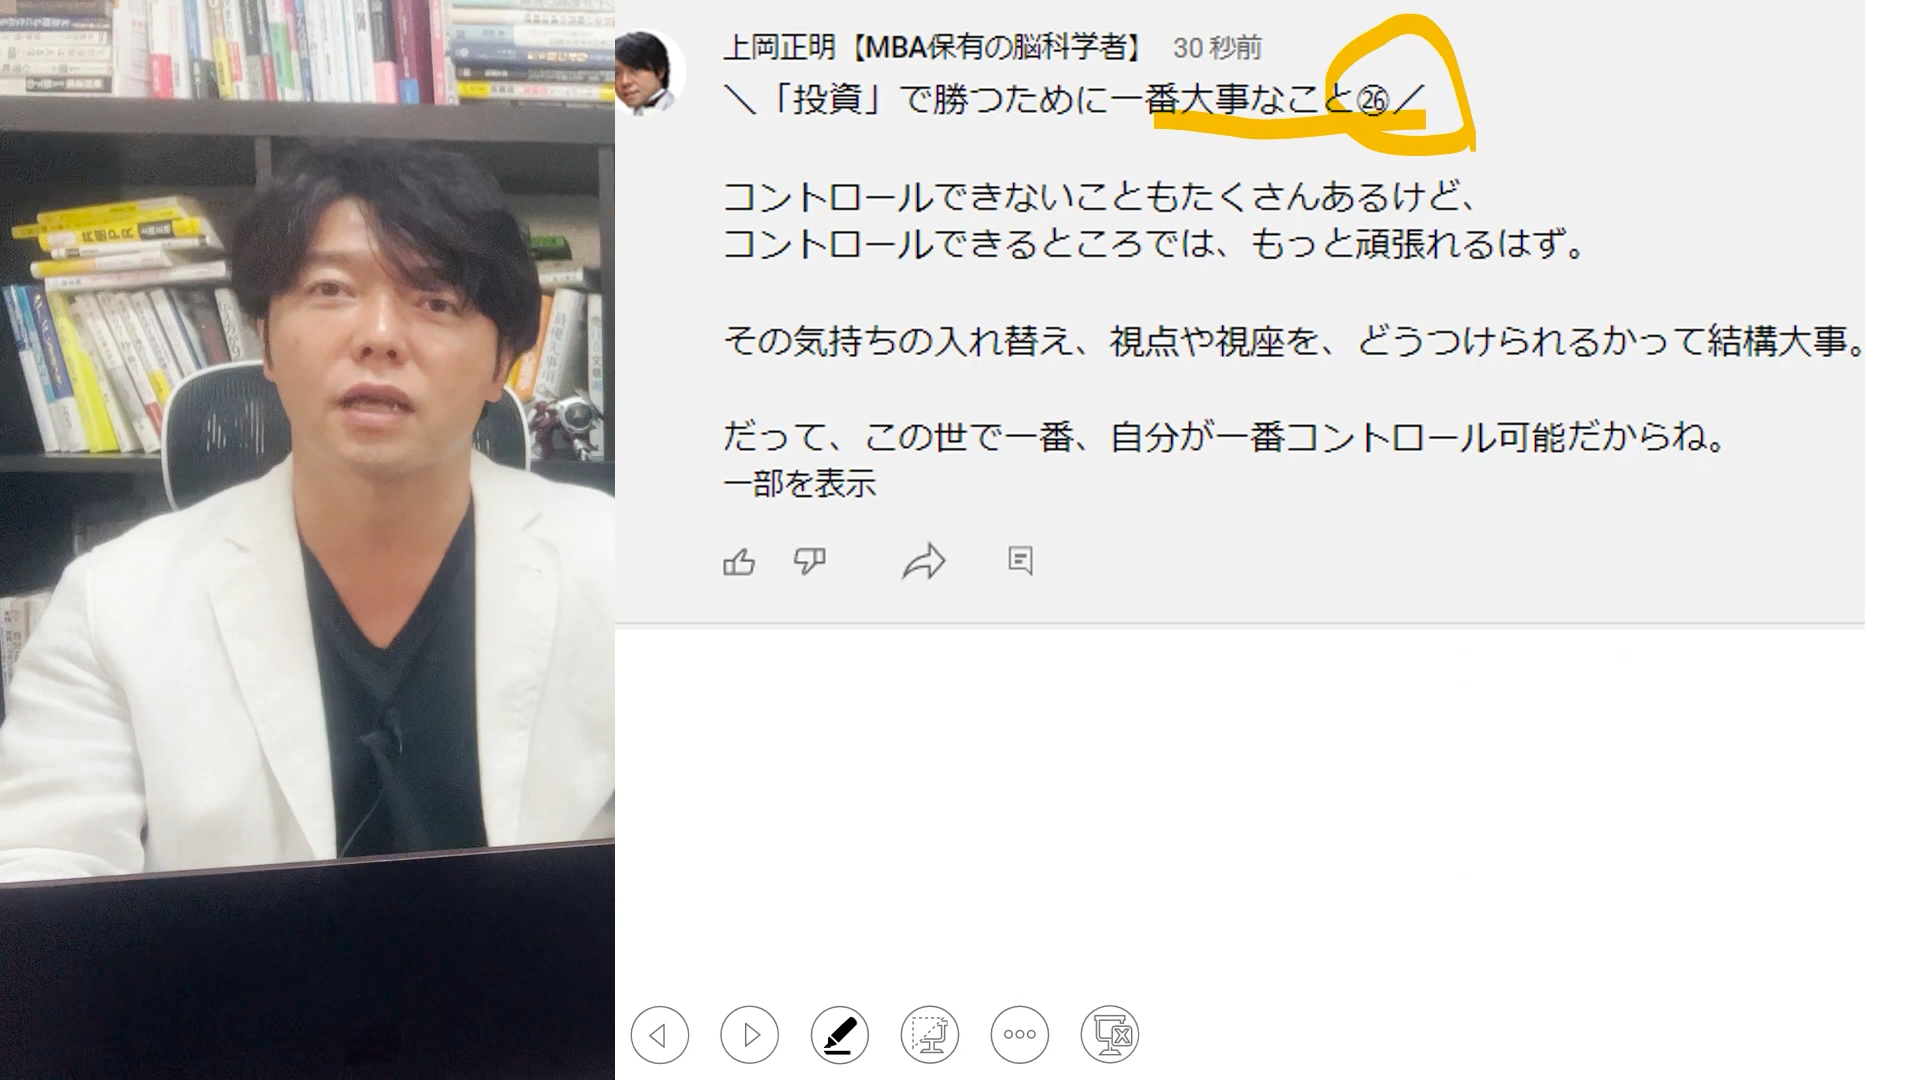 上岡正明【MBA保有の脳科学者】 30 秒前
＼「投資」で勝つために一番大事なこと㉖／
コントロールできないこともたくさんあるけど、
コントロールできるところでは、もっと頑張れるはず。
その気持ちの入れ替え、視点や視座を、どうつけられるかって結構大事。
だって、この世で一番、自分が一番コントロール可能だからね。
一部を表示